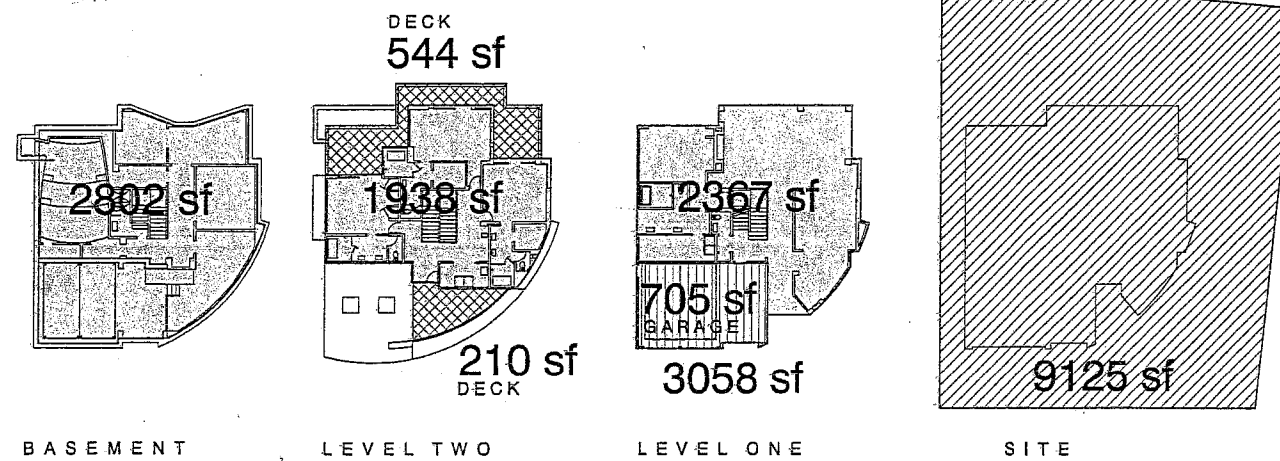 DECK
544 sf
2802 sf
1938 sf
2367 sf
705 sf
GARAGE
210 sf
DECK
3058 sf
9125 sf
BASEMENT
LEVEL TWO
LEVEL ONE
SITE